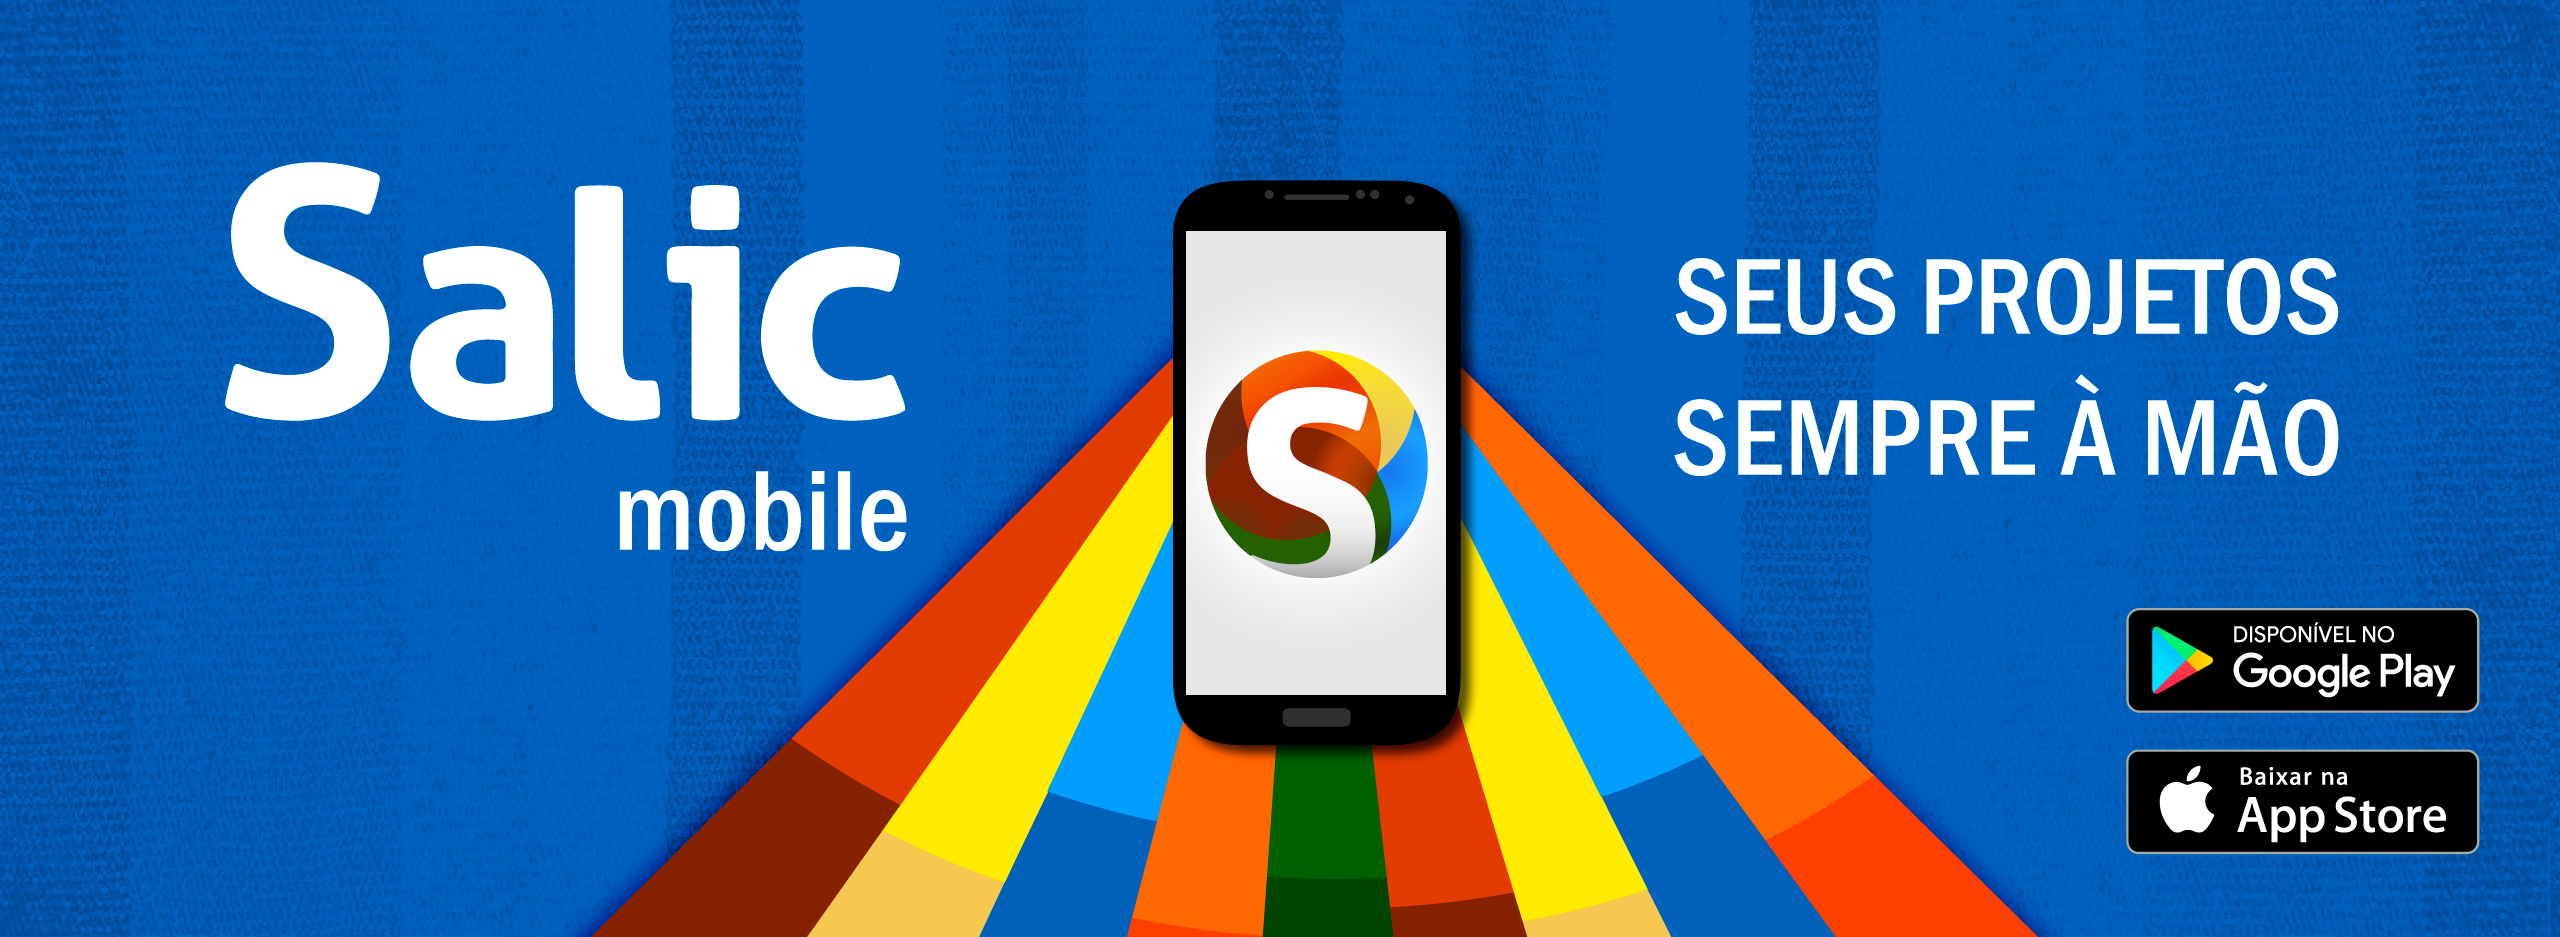 Salic
mobile
S
SEUS PROJETOS
SEMPRE À MÃO
DISPONÍVEL NO
Google Play
Baixar na
App Store